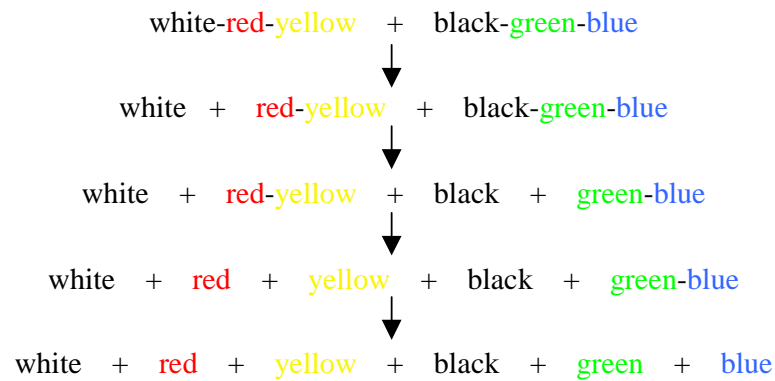 white-red-yellow + black-green-blue
white + red-yellow + black-green-blue
white + red-yellow + black + green-blue
white + red + yellow + black + green-blue
white + red + yellow + black + green + blue